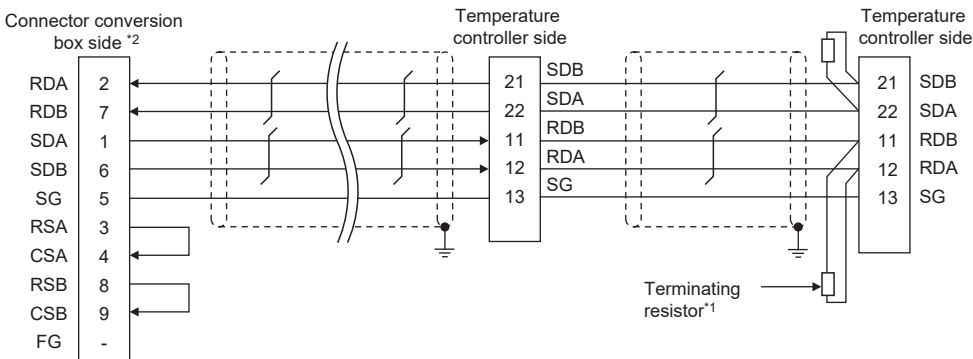 Connector conversion
box side *2
Temperature
controller side
Temperature
controller side
RDA 2 21 SDB 21 SDB
RDB 7 22 SDA 22 SDA
SDA 1 11 RDB 11 RDB
SDB 6 12 RDA 12 RDA
SG 5 13 SG 13 SG
RSA 3
CSA 4
RSB 8
CSB 9
FG -
Terminating
resistor*1